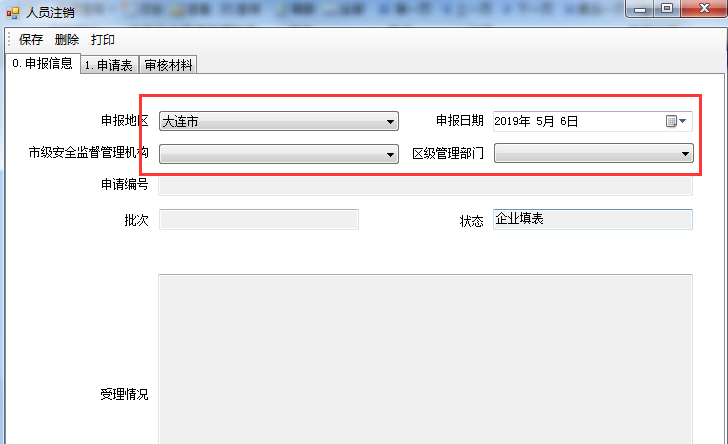 人员注销
保存 删除 打印
0. 申报信息 1. 申请表 审核材料
申报地区 大连市 申报日期 2019年 5月 6日
市级安全监督管理机构 区级管理部门
申请编号
批次 状态 企业填表
受理情况